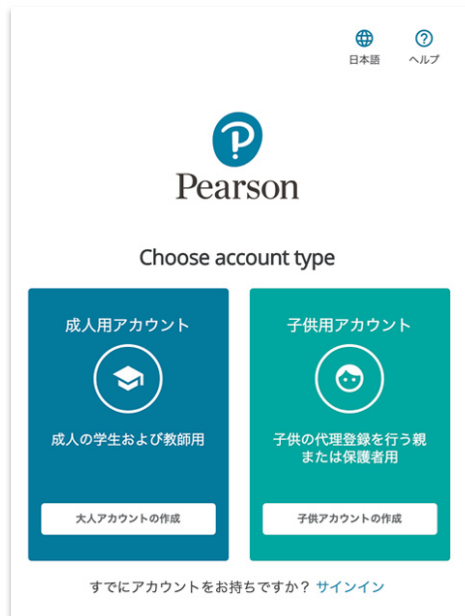 日本語
ヘルプ
Pearson
Choose account type
成人用アカウント
成人の学生および教師用
大人アカウントの作成
子供用アカウント
子供の代理登録を行う親
または保護者用
子供アカウントの作成
すでにアカウントをお持ちですか？ サインイン